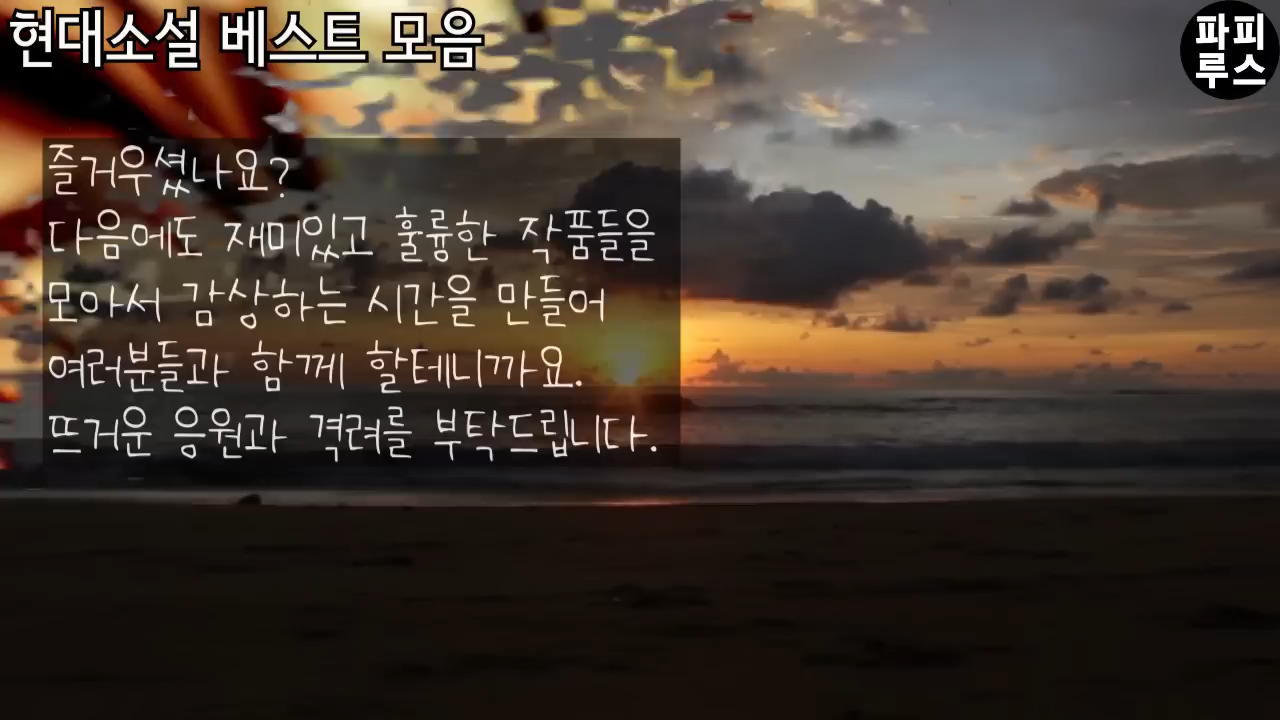 현대소설 베스트 모음
파피
루스
즐거우셨나요?
다음에도 재미있고 훌륭한 작품들을
모아서 감상하는 시간을 만들어
여러분들과 함께 할테니까요.
뜨거운 응원과 격려를 부탁드립니다.